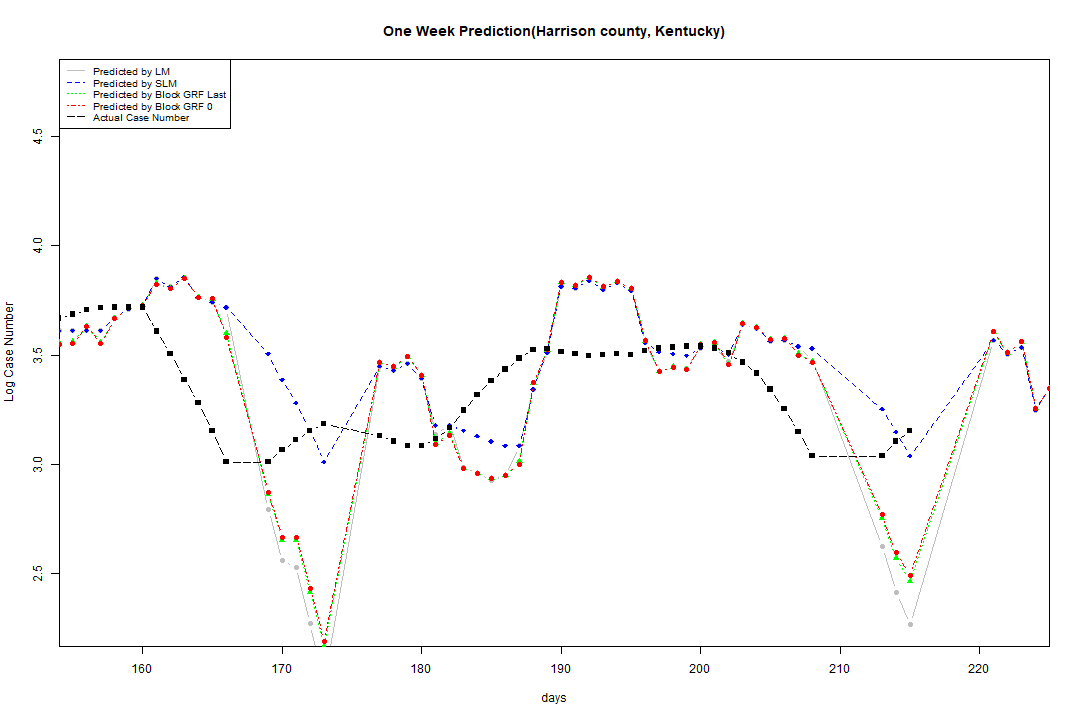 One Week Prediction(Harrison county, Kentucky)
Predicted by LM
Predicted by SLM
Predicted by Block GRF Last
Predicted by Block GRF 0
Actual Case Number
4.5
4.0
3.5
3.0
2.5
Log Case Number
160 170 180 190 200 210 220
days